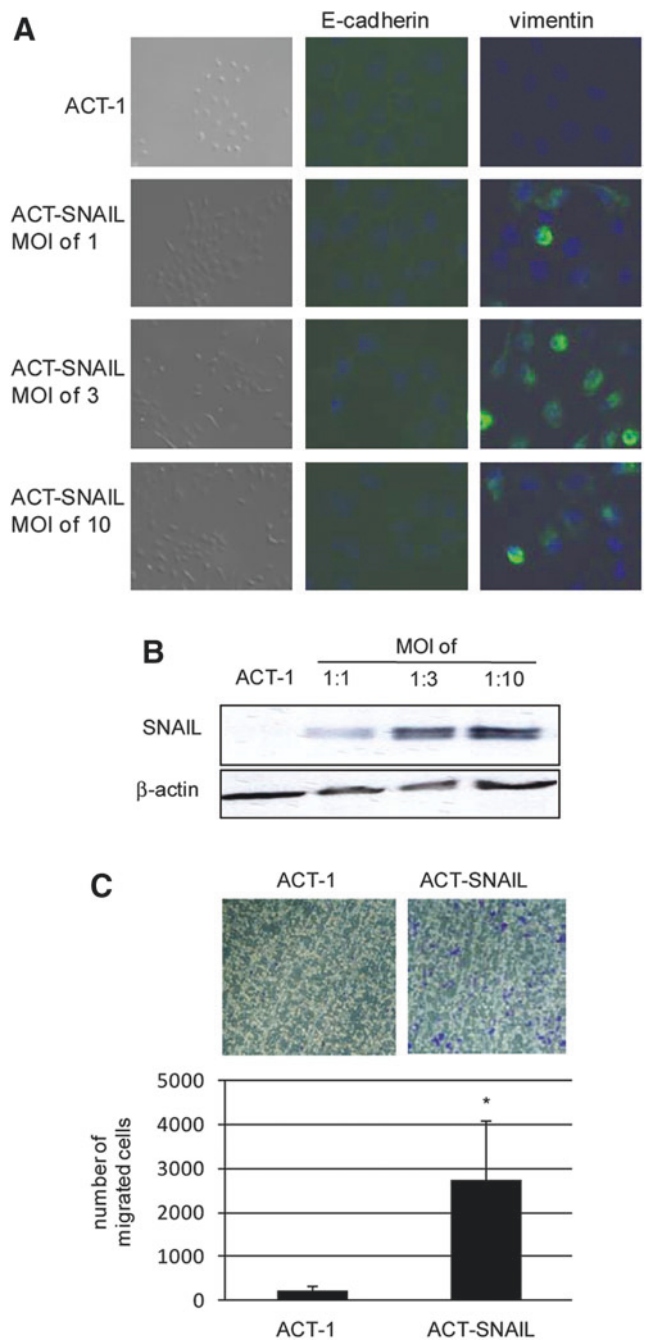 A
E-cadherin vimentin
ACT-1
ACT-SNAIL
MOI of 1
ACT-SNAIL
MOI of 3
ACT-SNAIL
MOI of 10
B
MOI of
ACT-1 1:1 1:3 1:10
SNAIL
β-actin
C
ACT-1 ACT-SNAIL
number of
migrated cells
5000
4000
3000
2000
1000
0
*
ACT-1 ACT-SNAIL